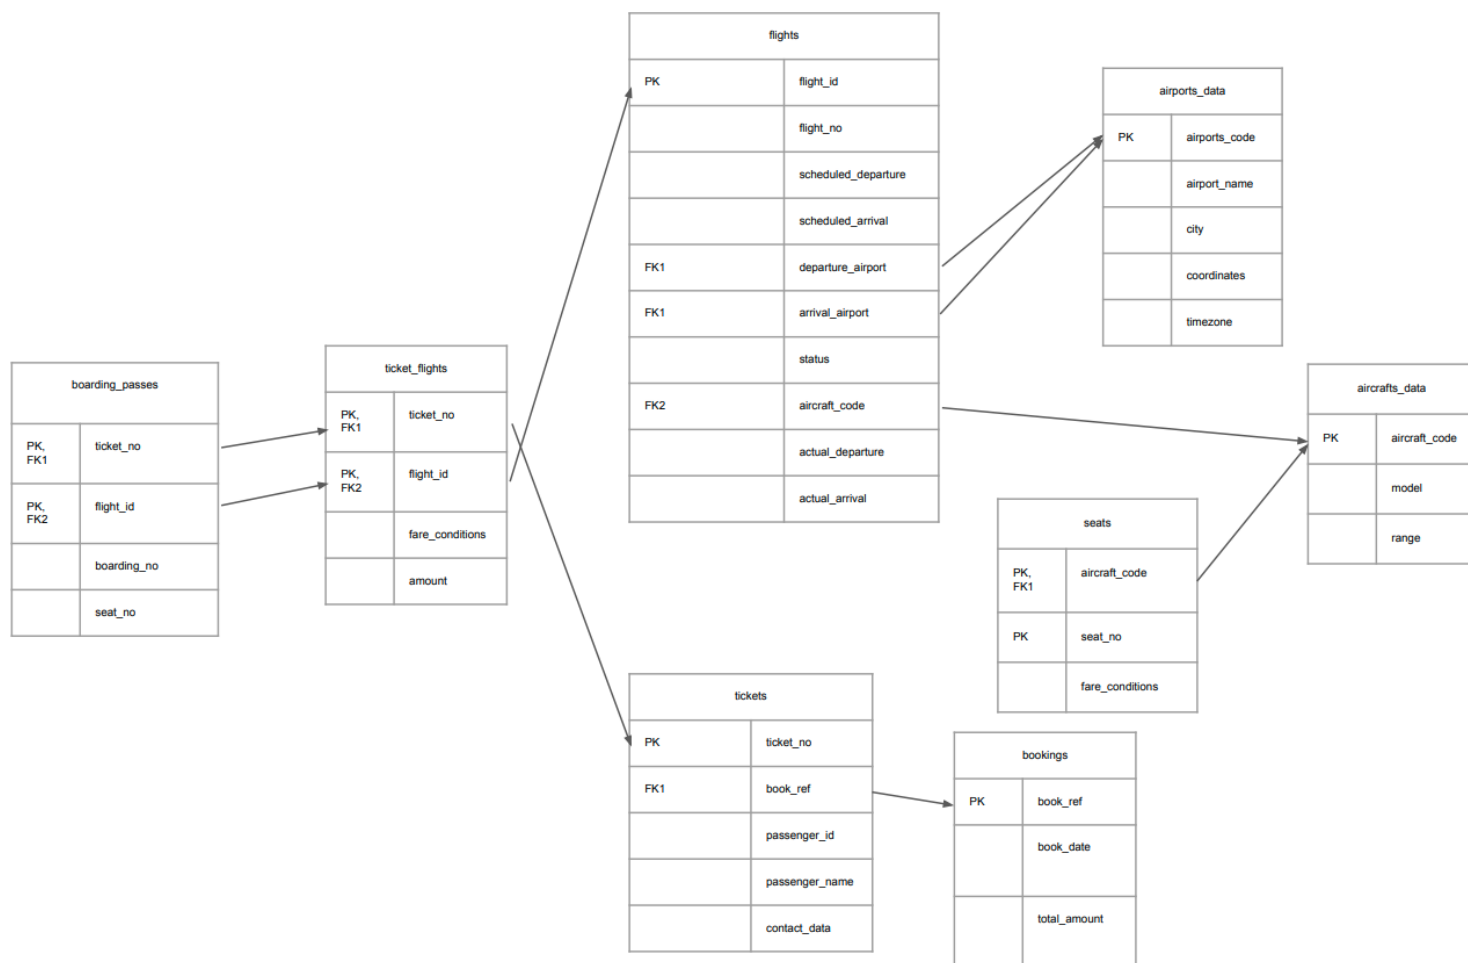 flights
PK flight_id
flight_no
scheduled_departure
scheduled_arrival
FK1 departure_airport
FK1 arrival_airport
status
FK2 aircraft_code
actual_departure
actual_arrival
airports_data
PK airports_code
airport_name
city
coordinates
timezone
boarding_passes
PK,
FK1 ticket_no
PK,
FK2 flight_id
boarding_no
seat_no
ticket_flights
PK,
FK1 ticket_no
PK,
FK2 flight_id
fare_conditions
amount
aircrafts_data
PK aircraft_code
model
range
seats
PK,
FK1 aircraft_code
PK seat_no
fare_conditions
tickets
PK ticket_no
FK1 book_ref
passenger_id
passenger_name
contact_data
bookings
PK book_ref
book_date
total_amount